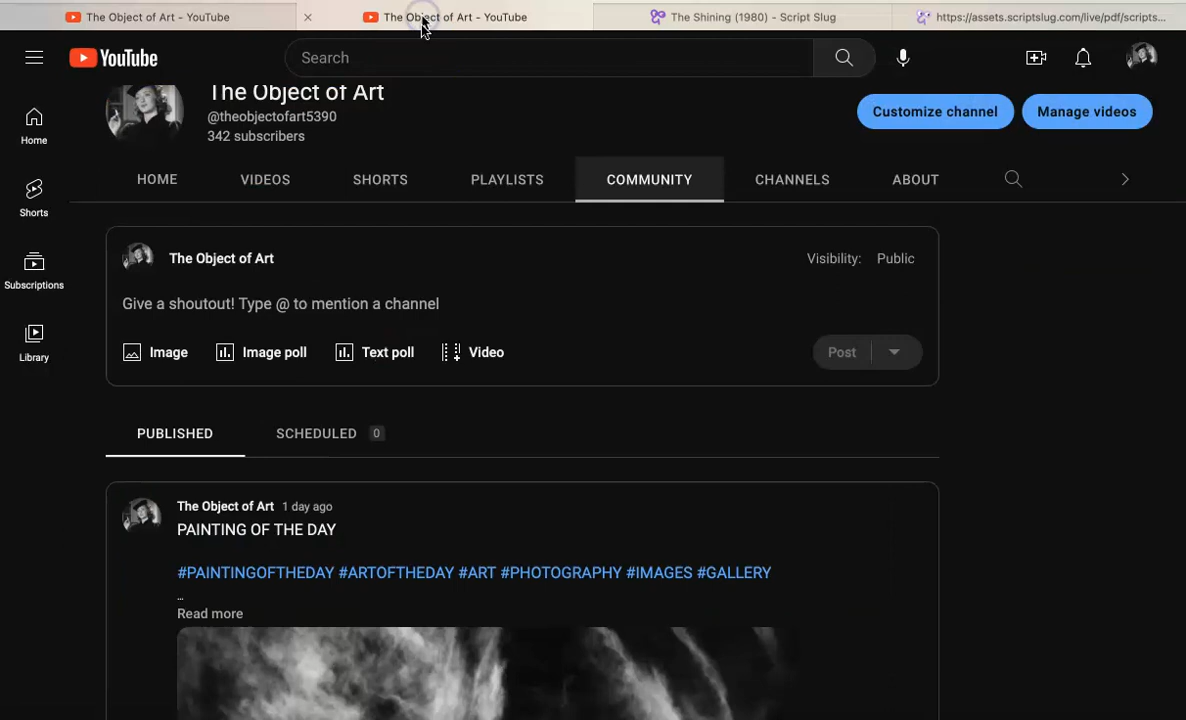 The Object of Art - YouTube
The Object of Art - YouTube
The Shining (1980) - Script Slug
https://assets.scriptslug.com/live/pdf/scripts...
YouTube
Search
The Object of Art
@theobjectofart5390
342 subscribers
Customize channel
Manage videos
Home
Shorts
Subscriptions
Library
HOME
VIDEOS
SHORTS
PLAYLISTS
COMMUNITY
CHANNELS
ABOUT
The Object of Art
Visibility: Public
Give a shoutout! Type @ to mention a channel
Image
Image poll
Text poll
Video
Post
PUBLISHED
SCHEDULED 0
The Object of Art 1 day ago
PAINTING OF THE DAY
#PAINTINGOFTHEDAY #ARTOFTHEDAY #ART #PHOTOGRAPHY #IMAGES #GALLERY
...
Read more